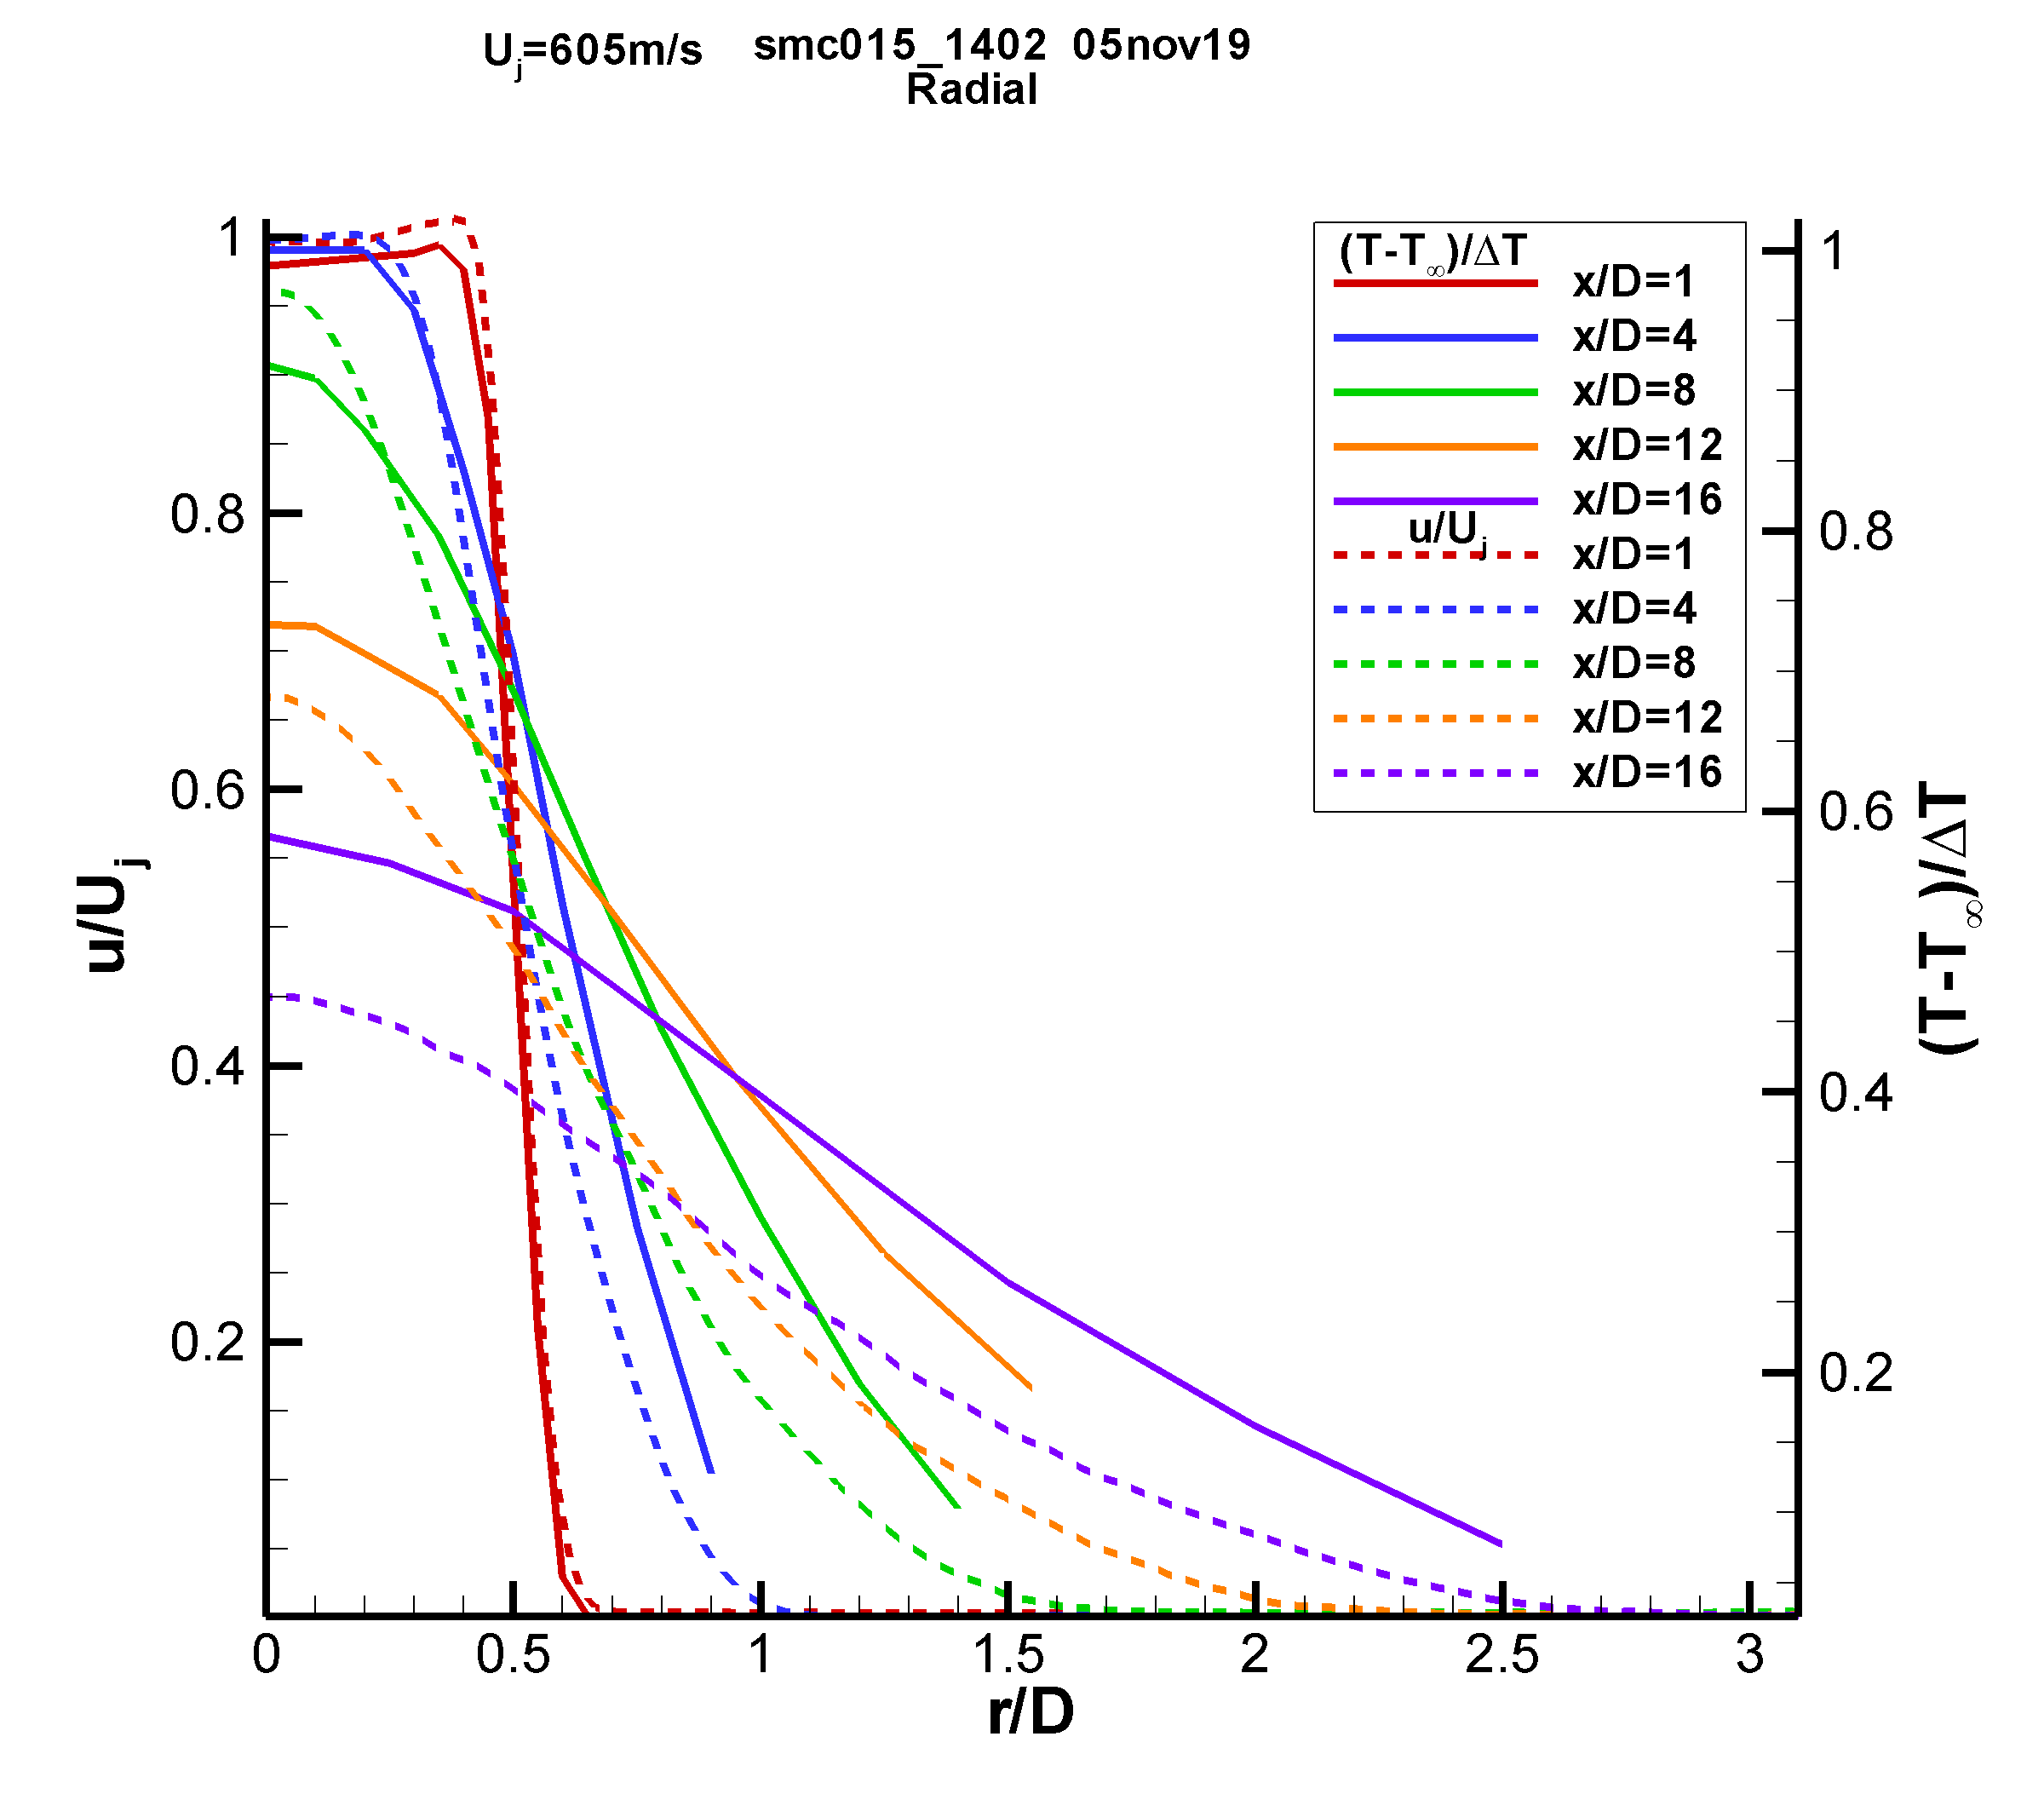 Uj=605m/s smc015_1402 05nov19
Radial
(T-T∞)/ΔT
x/D=1
x/D=4
x/D=8
x/D=12
x/D=16
u/Uj
x/D=1
x/D=4
x/D=8
x/D=12
x/D=16
1
0.8
0.6
0.4
0.2
u/Uj
1
0.8
0.6
0.4
0.2
(T-T∞)/ΔT
0 0.5 1 1.5 2 2.5 3
r/D